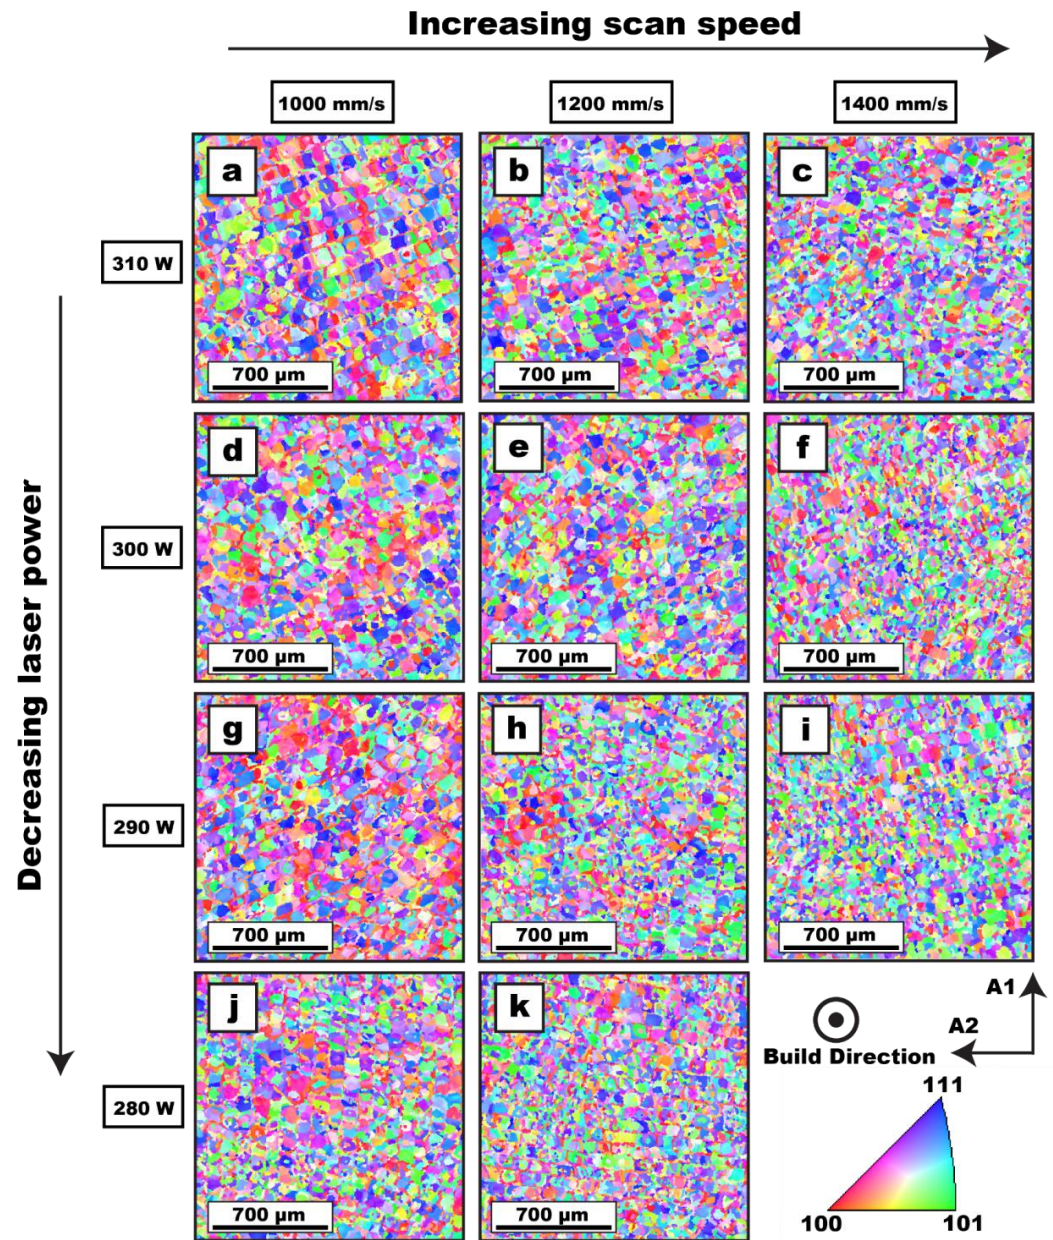 Increasing scan speed
1000 mm/s
1200 mm/s
1400 mm/s
Decreasing laser power
310 W
a
700 µm
b
700 µm
c
700 µm
300 W
d
700 µm
e
700 µm
f
700 µm
290 W
g
700 µm
h
700 µm
i
700 µm
280 W
j
700 µm
k
700 µm
A1
A2
Build Direction
111
100
101